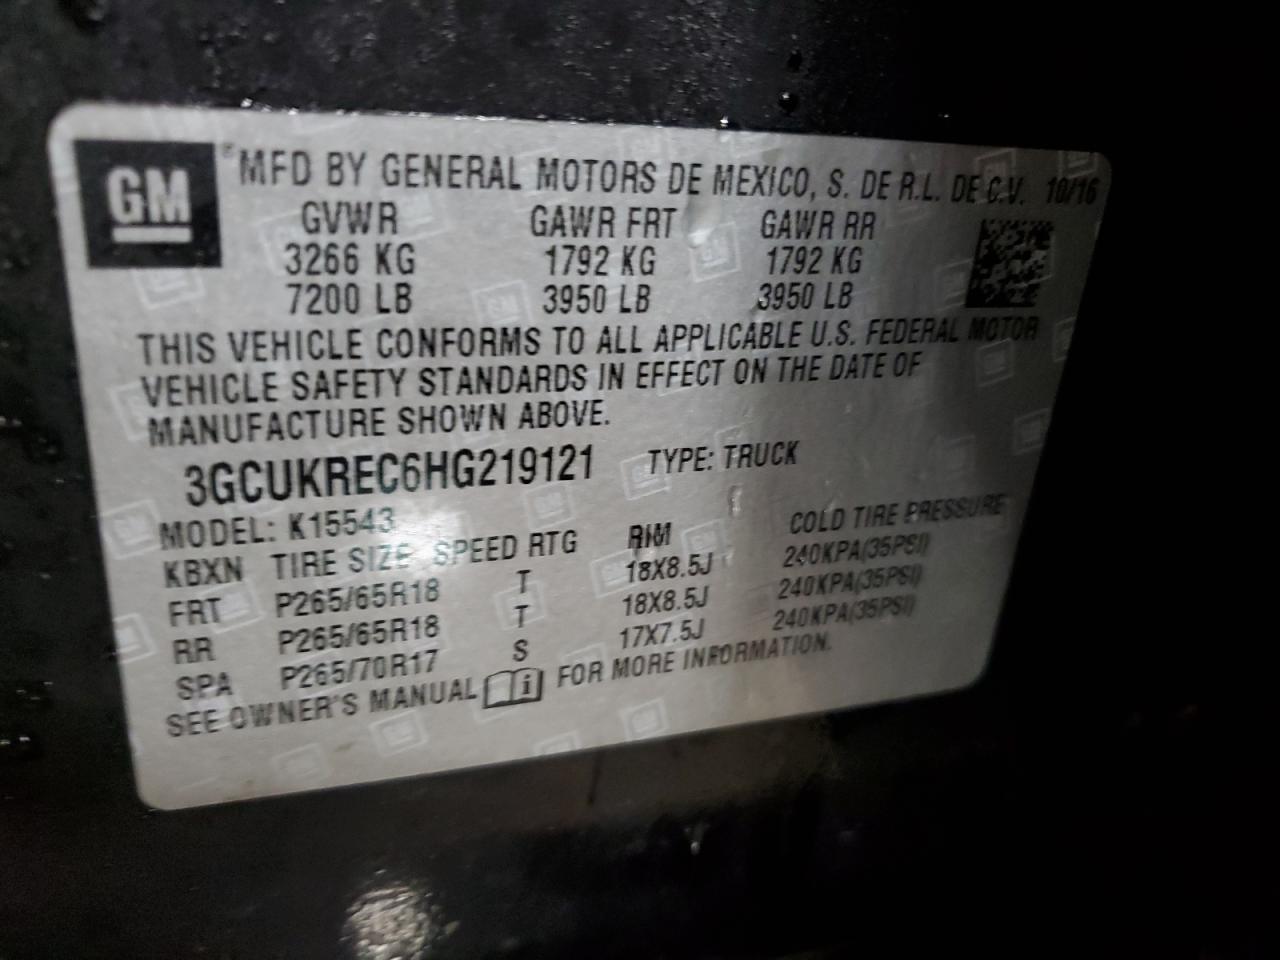 GM
®MFD BY GENERAL MOTORS DE MEXICO, S. DE R.L. DE C.V. 10/16
GVWR GAWR FRT GAWR RR
3266 KG 1792 KG 1792 KG
7200 LB 3950 LB 3950 LB
THIS VEHICLE CONFORMS TO ALL APPLICABLE U.S. FEDERAL MOTOR
VEHICLE SAFETY STANDARDS IN EFFECT ON THE DATE OF
MANUFACTURE SHOWN ABOVE.
3GCUKREC6HG219121 TYPE: TRUCK
MODEL: K15543
KBXN TIRE SIZE SPEED RTG RIM COLD TIRE PRESSURE
FRT P265/65R18 T 18X8.5J 240KPA(35PSI)
RR P265/65R18 T 18X8.5J 240KPA(35PSI)
SPA P265/70R17 S 17X7.5J 240KPA(35PSI)
SEE OWNER'S MANUAL i FOR MORE INFORMATION.